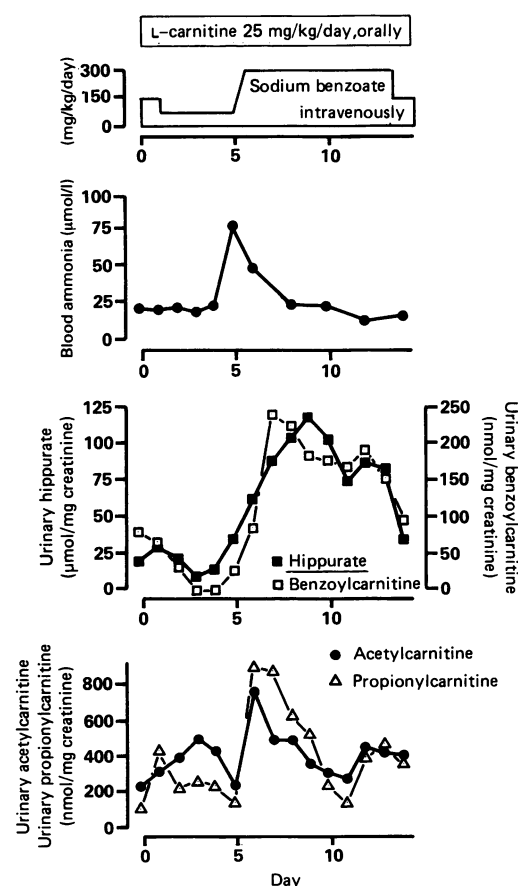 L-carnitine 25 mg/kg/day,orally
(mg/kg/day)
300
150
0
Sodium benzoate
intravenously
0 5 10
Blood ammonia (μmol/l)
100
75
50
25
0
0 5 10
Urinary hippurate
(μmol/mg creatinine)
125
100
75
50
25
0
250
200
150
100
50
0
Urinary benzoylcarnitine
(nmol/mg creatinine)
Hippurate
Benzoylcarnitine
0 5 10
Acetylcarnitine
Propionylcarnitine
Urinary acetylcarnitine
Urinary propionylcarnitine
(nmol/mg creatinine)
800
600
400
200
0
0 5 10
Day